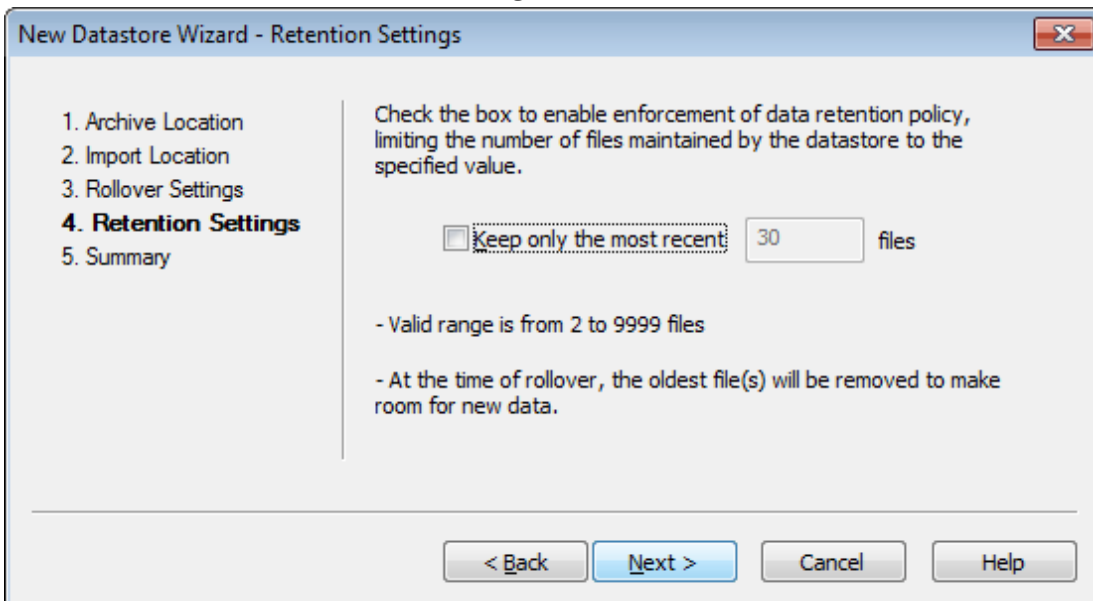 New Datastore Wizard - Retention Settings
1. Archive Location
2. Import Location
3. Rollover Settings
4. Retention Settings
5. Summary
Check the box to enable enforcement of data retention policy,
limiting the number of files maintained by the datastore to the
specified value.
Keep only the most recent 30 files
- Valid range is from 2 to 9999 files
- At the time of rollover, the oldest file(s) will be removed to make
room for new data.
< Back Next > Cancel Help